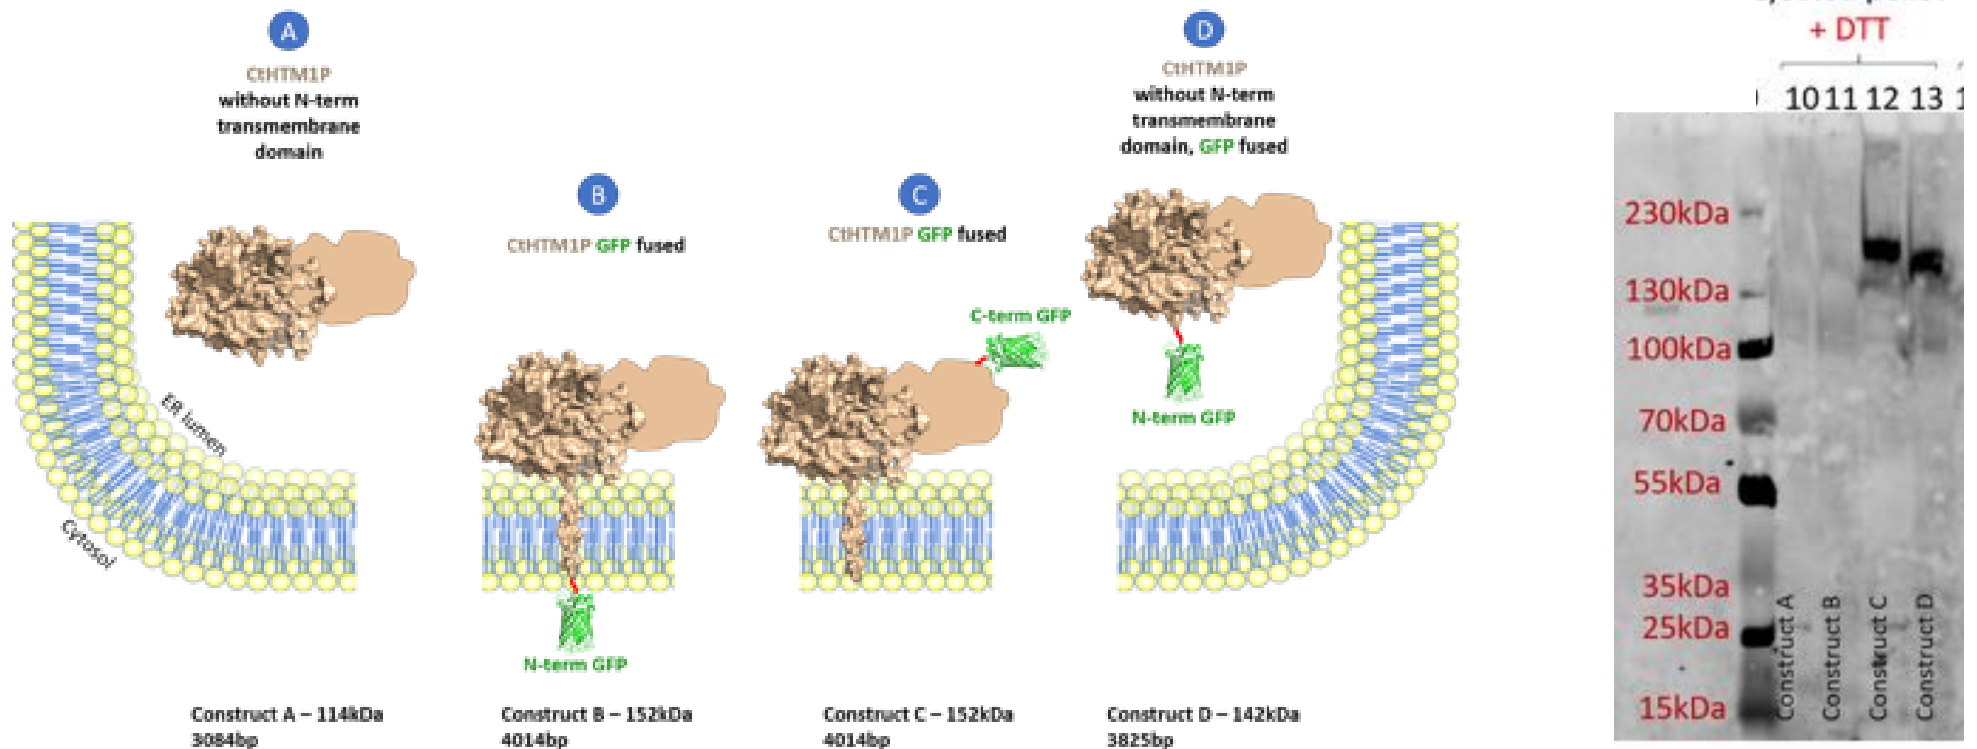 A
CtHTM1P
without N-term
transmembrane
domain
B
CtHTM1P GFP fused
C
CtHTM1P GFP fused
D
CtHTM1P
without N-term
transmembrane
domain, GFP fused
ER lumen
Cytosol
C-term GFP
N-term GFP
N-term GFP
Construct A – 114kDa
3084bp
Construct B – 152kDa
4014bp
Construct C – 152kDa
4014bp
Construct D – 142kDa
3825bp
+ DTT
10 11 12 13
230kDa
130kDa
100kDa
70kDa
55kDa
35kDa
25kDa
15kDa
Construct A
Construct B
Construct C
Construct D